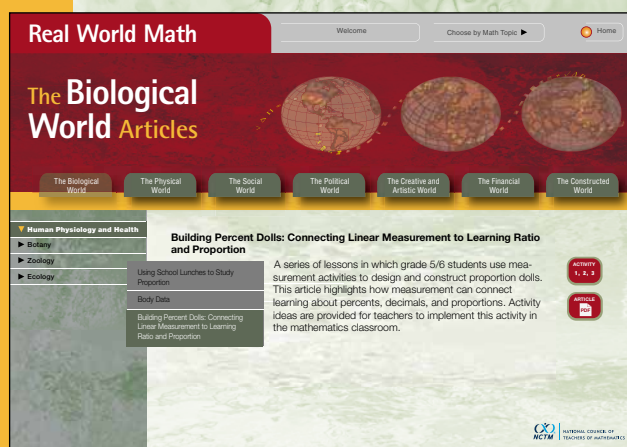 Real World Math
Welcome
Choose by Math Topic ▶
Home
The Biological
World Articles
The Biological
World
The Physical
World
The Social
World
The Political
World
The Creative and
Artistic World
The Financial
World
The Constructed
World
▼ Human Physiology and Health
▶ Botany
▶ Zoology
▶ Ecology
Using School Lunches to Study
Proportion
Body Data
Building Percent Dolls: Connecting
Linear Measurement to Learning
Ratio and Proportion
Building Percent Dolls: Connecting Linear Measurement to Learning Ratio
and Proportion
A series of lessons in which grade 5/6 students use mea-
surement activities to design and construct proportion dolls.
This article highlights how measurement can connect
learning about percents, decimals, and proportions. Activity
ideas are provided for teachers to implement this activity in
the mathematics classroom.
ACTIVITY
1, 2, 3
ARTICLE
PDF
NCTM
NATIONAL COUNCIL OF
TEACHERS OF MATHEMATICS